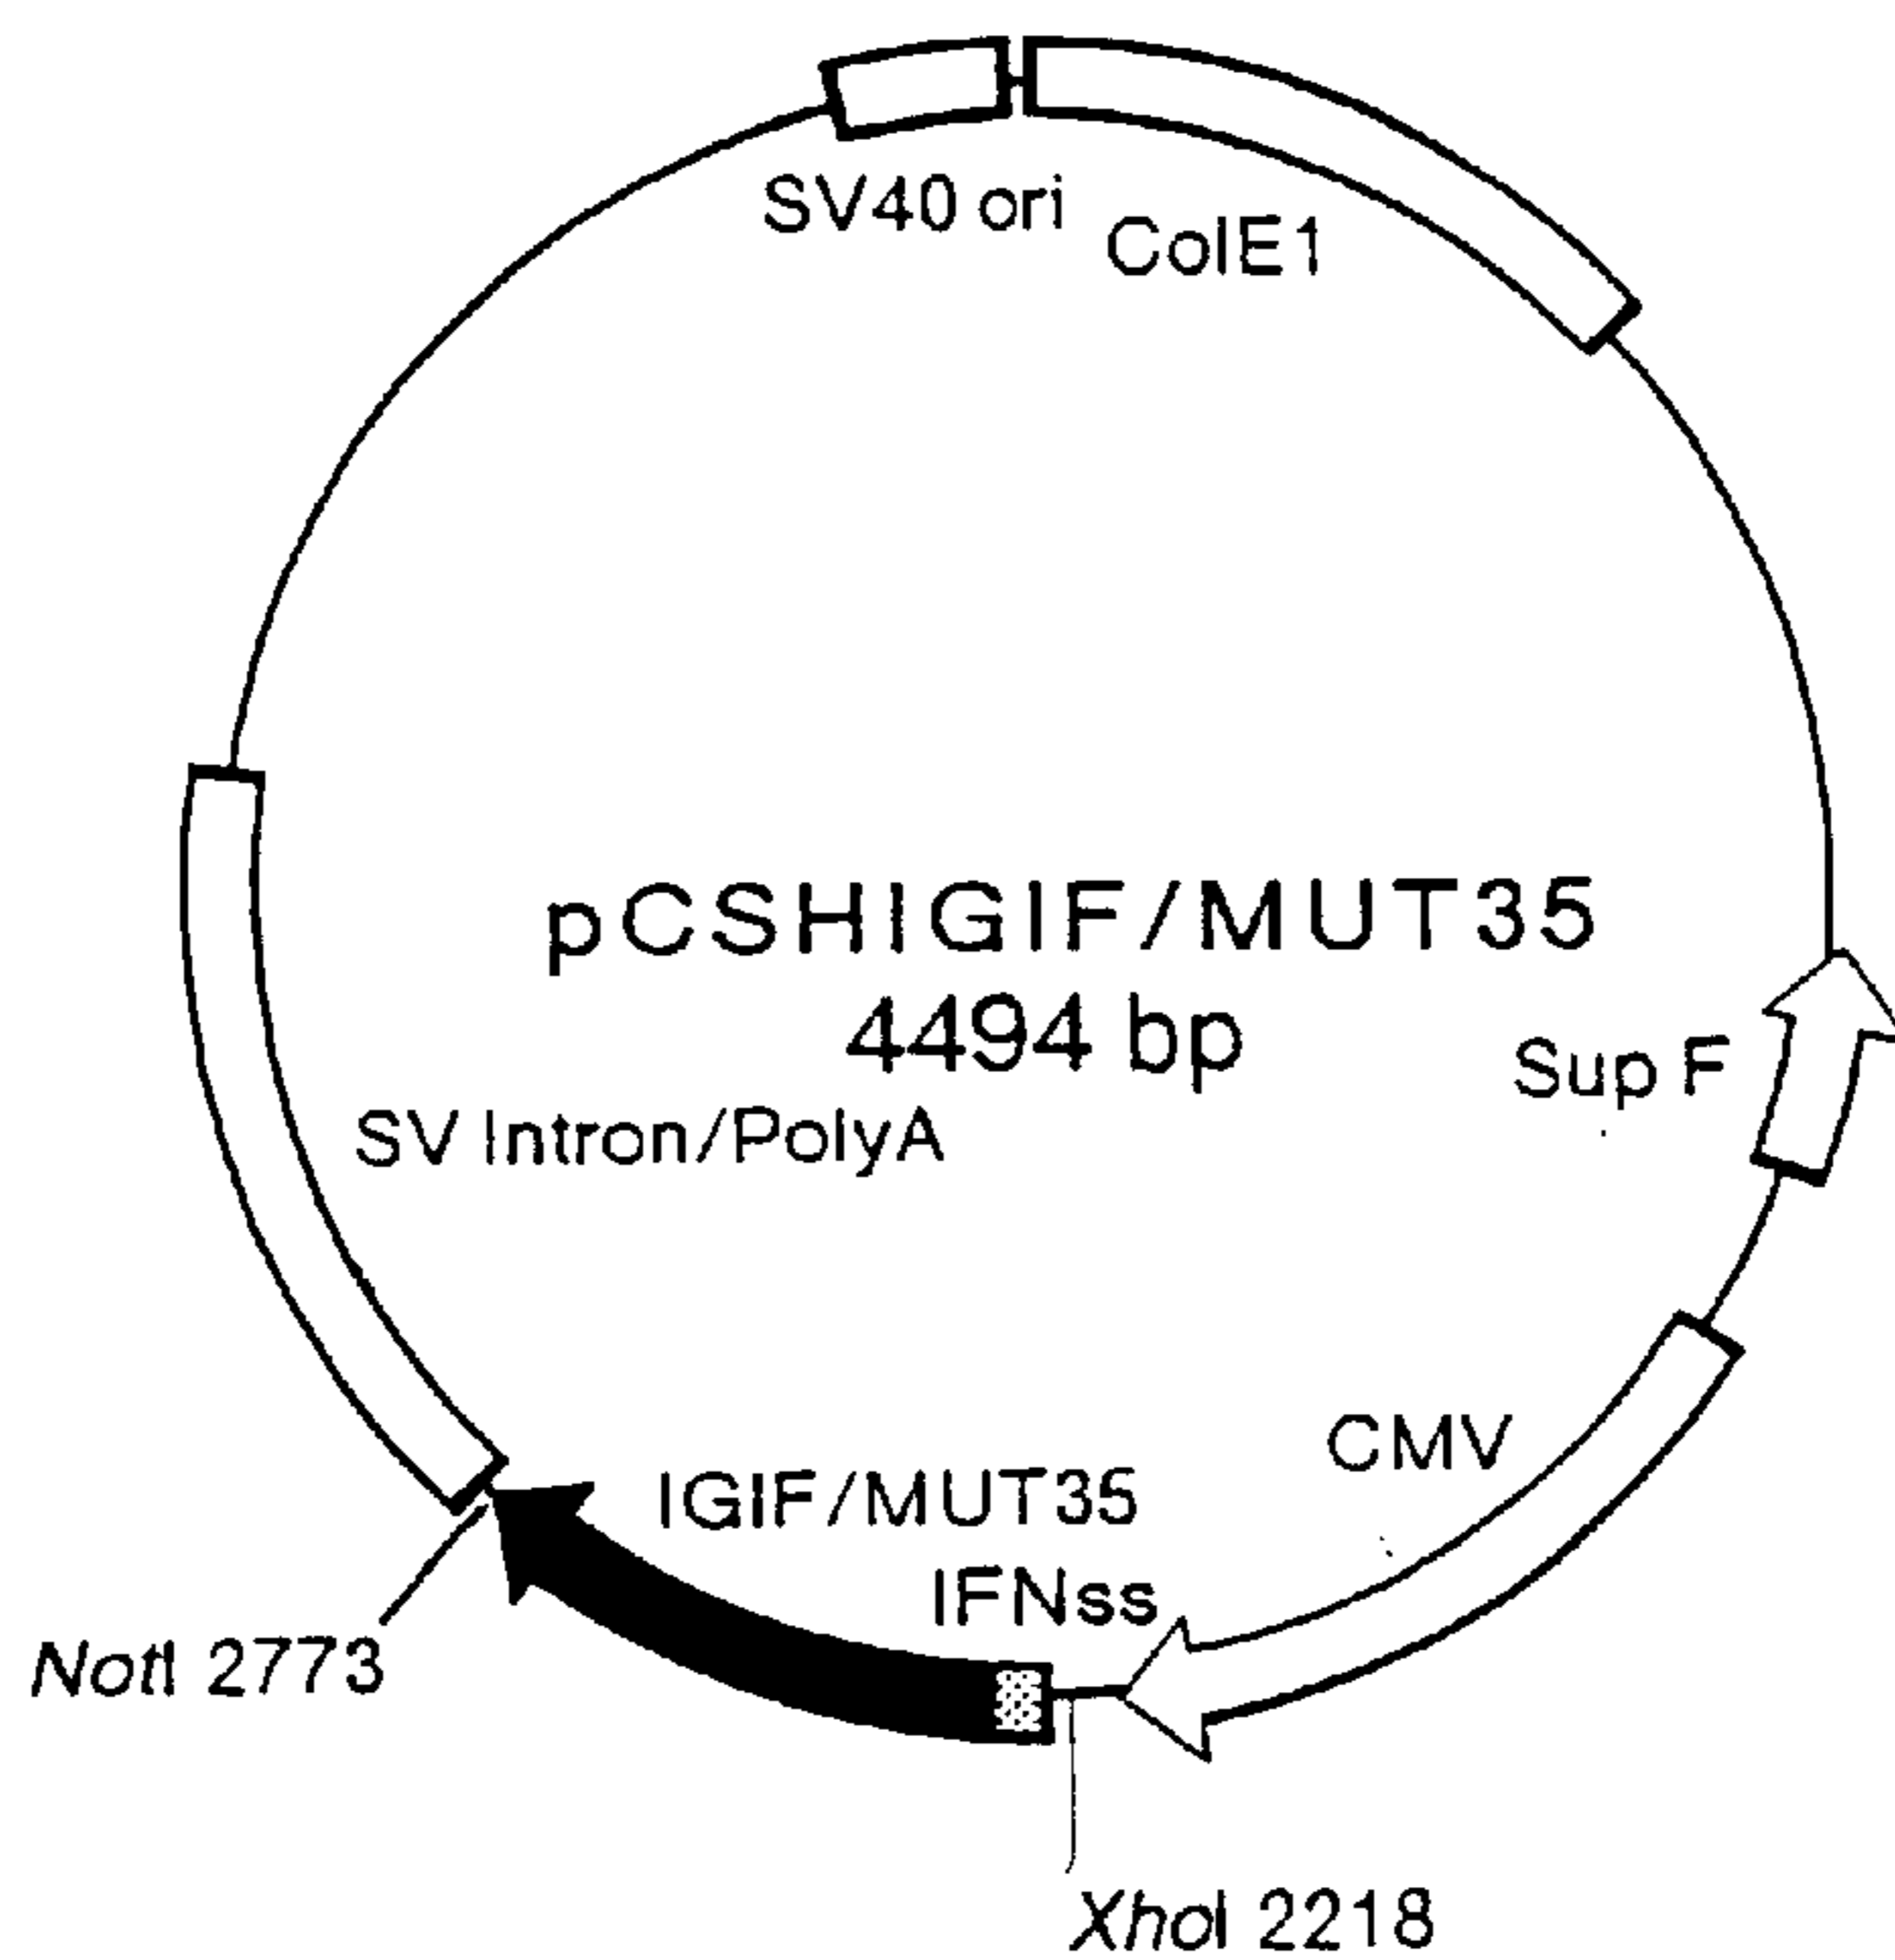 SV40 ori
ColE1
pCSHIGIF/MUT35
4494 bp
Sup F
SV Intron/PolyA
CMV
IGIF/MUT35
IFNss
NotI 2773
XhoI 2218